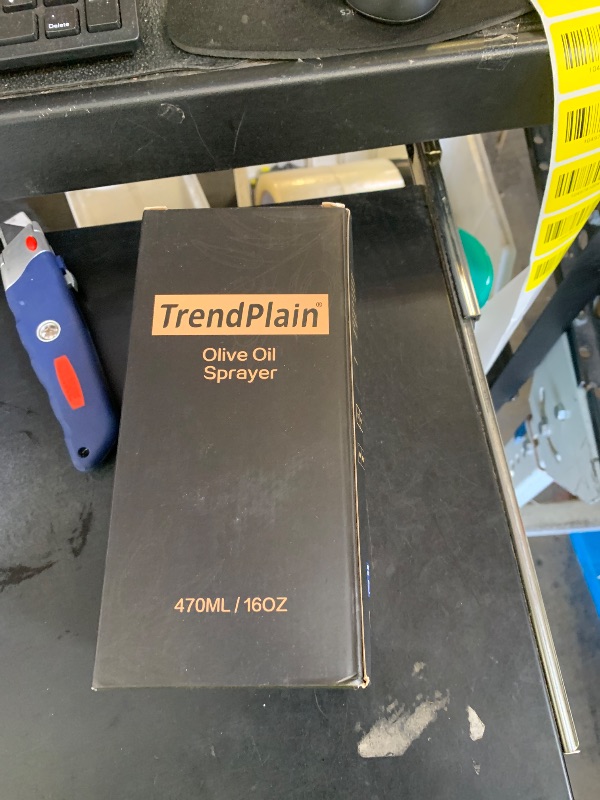 Delete
TrendPlain®
Olive Oil
Sprayer
470ML / 16OZ